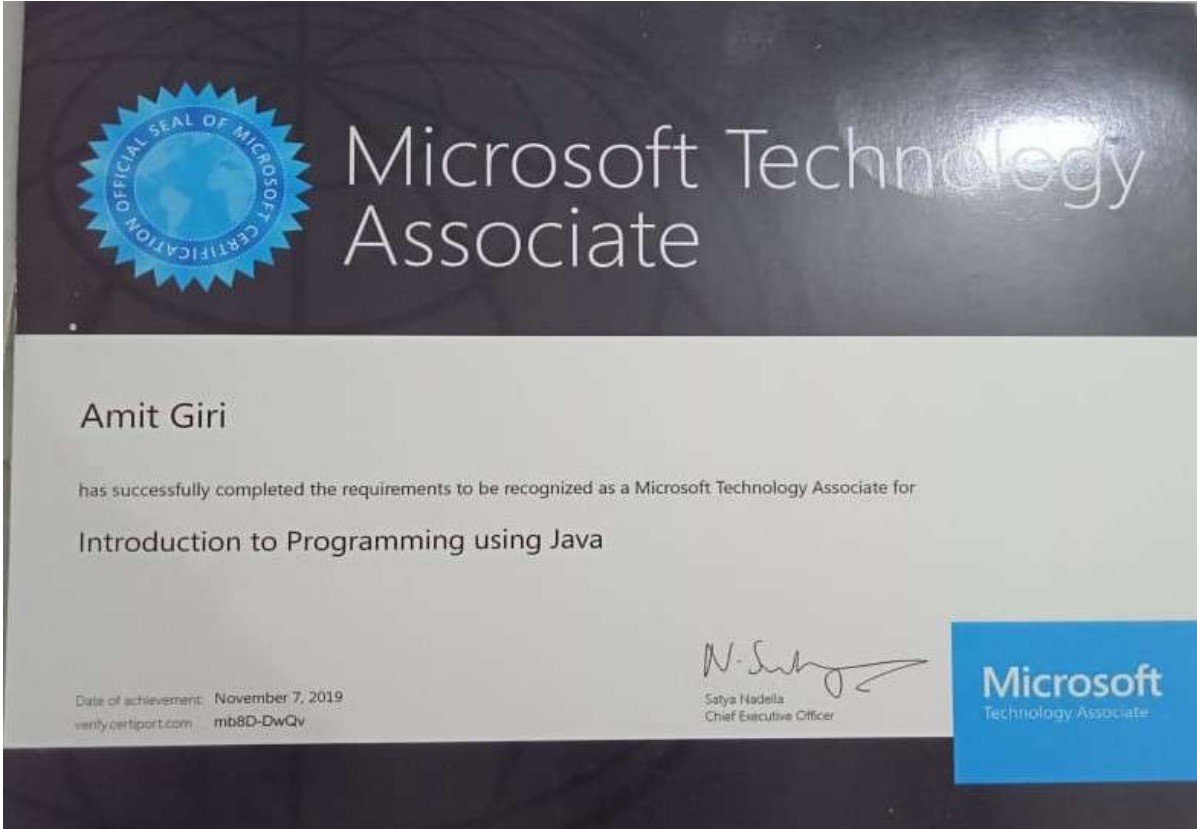 OFFICIAL SEAL OF MICROSOFT CERTIFICATION
Microsoft Technology
Associate
Amit Giri
has successfully completed the requirements to be recognized as a Microsoft Technology Associate for
Introduction to Programming using Java
Date of achievement: November 7, 2019
verify.certiport.com mb8D-DwQv
N. Satya
Satya Nadella
Chief Executive Officer
Microsoft
Technology Associate